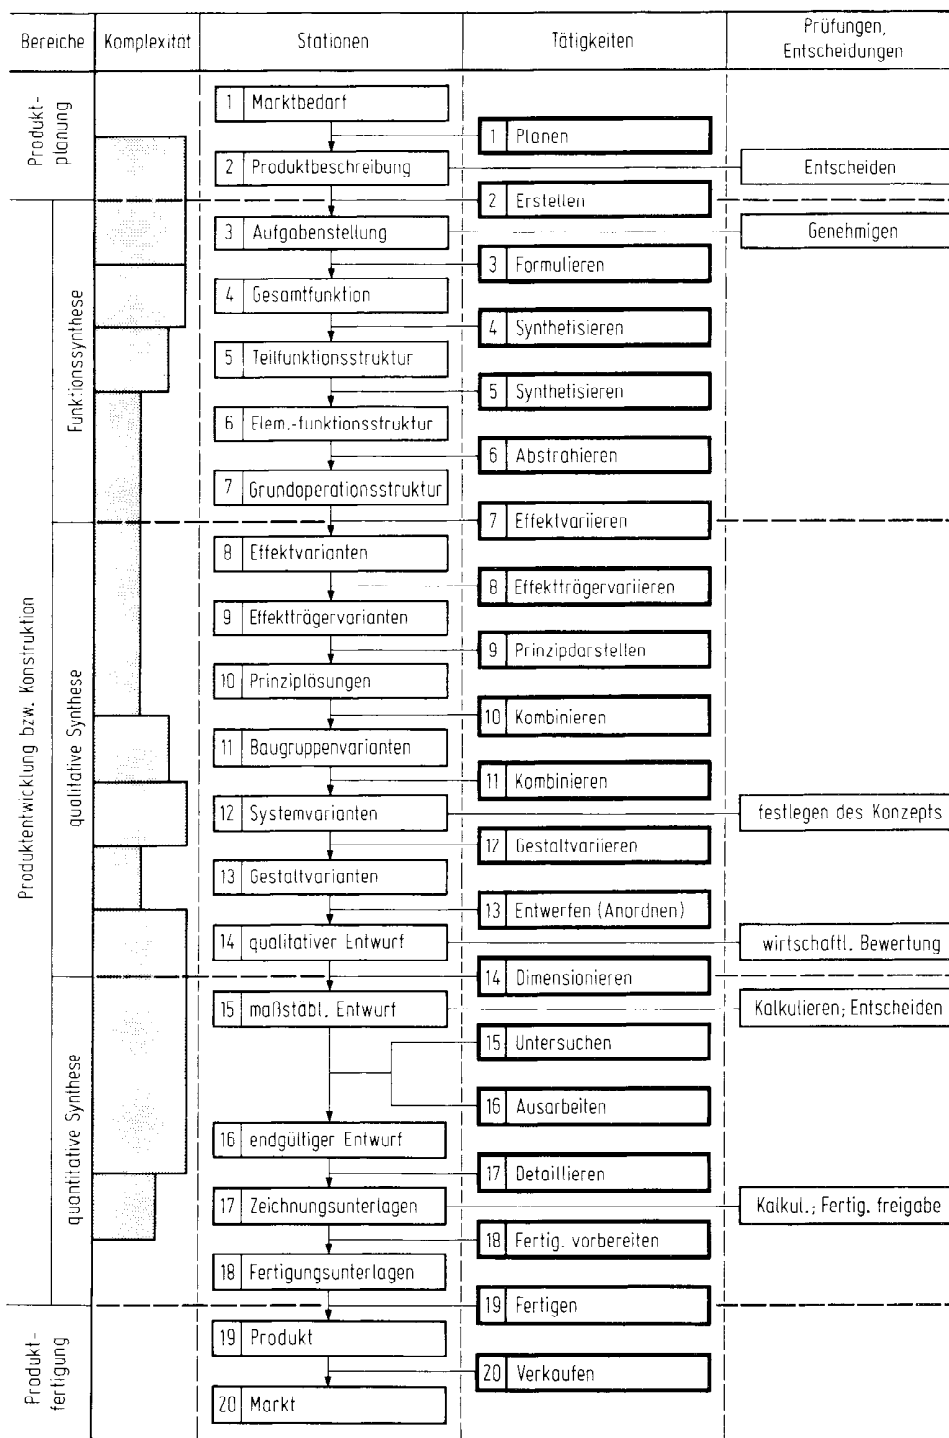 Bereiche
Komplexität
Stationen
Tätigkeiten
Prüfungen,
Entscheidungen
Produkt-
planung
1 Marktbedarf
1 Planen
2 Produktbeschreibung
Entscheiden
2 Erstellen
Produktentwicklung bzw. Konstruktion
Funktionssynthese
3 Aufgabenstellung
Genehmigen
3 Formulieren
4 Gesamtfunktion
4 Synthetisieren
5 Teilfunktionsstruktur
5 Synthetisieren
6 Elem.-funktionsstruktur
6 Abstrahieren
7 Grundoperationsstruktur
7 Effektvariieren
qualitative Synthese
8 Effektvarianten
8 Effektträgervariieren
9 Effektträgervarianten
9 Prinzipdarstellen
10 Prinziplösungen
10 Kombinieren
11 Baugruppenvarianten
11 Kombinieren
12 Systemvarianten
festlegen des Konzepts
12 Gestaltvariieren
13 Gestaltvarianten
13 Entwerfen (Anordnen)
14 qualitativer Entwurf
wirtschaftl. Bewertung
14 Dimensionieren
quantitative Synthese
15 maßstäbl. Entwurf
Kalkulieren; Entscheiden
15 Untersuchen
16 Ausarbeiten
16 endgültiger Entwurf
17 Detaillieren
17 Zeichnungsunterlagen
Kalkul.; Fertig. freigabe
18 Fertig. vorbereiten
18 Fertigungsunterlagen
19 Fertigen
Produkt-
fertigung
19 Produkt
20 Verkaufen
20 Markt